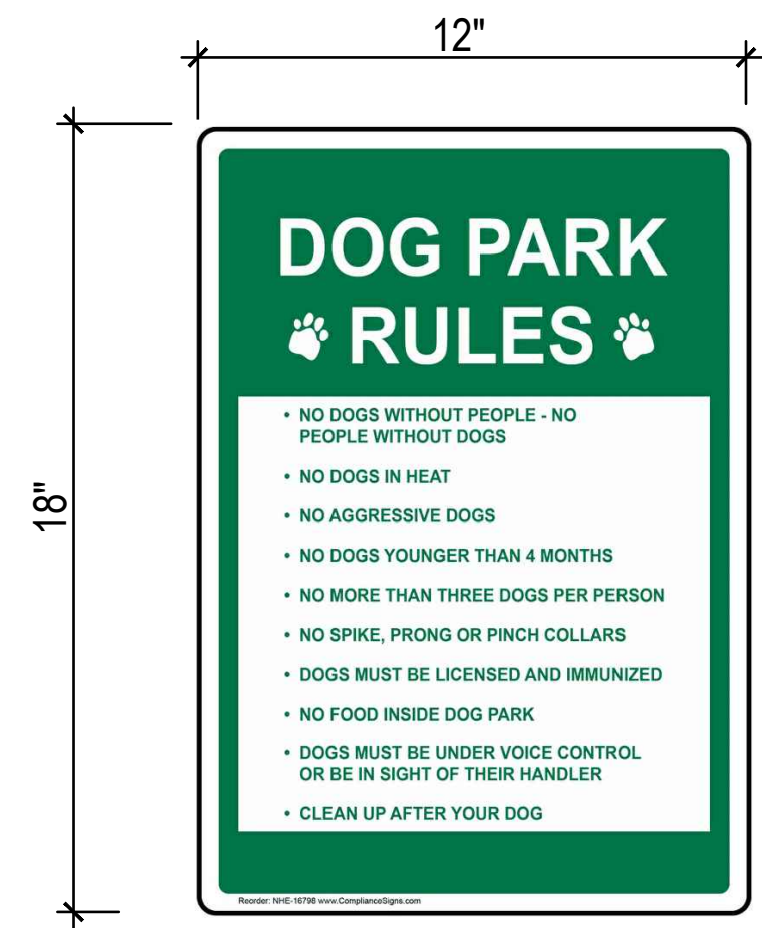 12"
18"
DOG PARK
RULES
• NO DOGS WITHOUT PEOPLE - NO
PEOPLE WITHOUT DOGS
• NO DOGS IN HEAT
• NO AGGRESSIVE DOGS
• NO DOGS YOUNGER THAN 4 MONTHS
• NO MORE THAN THREE DOGS PER PERSON
• NO SPIKE, PRONG OR PINCH COLLARS
• DOGS MUST BE LICENSED AND IMMUNIZED
• NO FOOD INSIDE DOG PARK
• DOGS MUST BE UNDER VOICE CONTROL
OR BE IN SIGHT OF THEIR HANDLER
• CLEAN UP AFTER YOUR DOG
Reorder: NHE-16798 www.ComplianceSigns.com